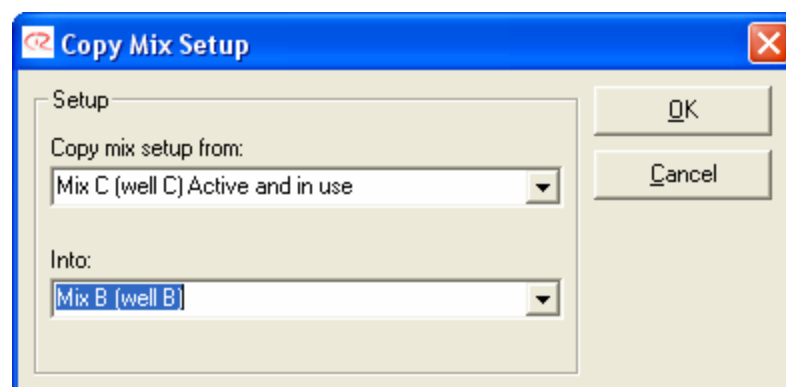 Copy Mix Setup
Setup
OK
Copy mix setup from:
Mix C (well C) Active and in use
Cancel
Into:
Mix B (well B)